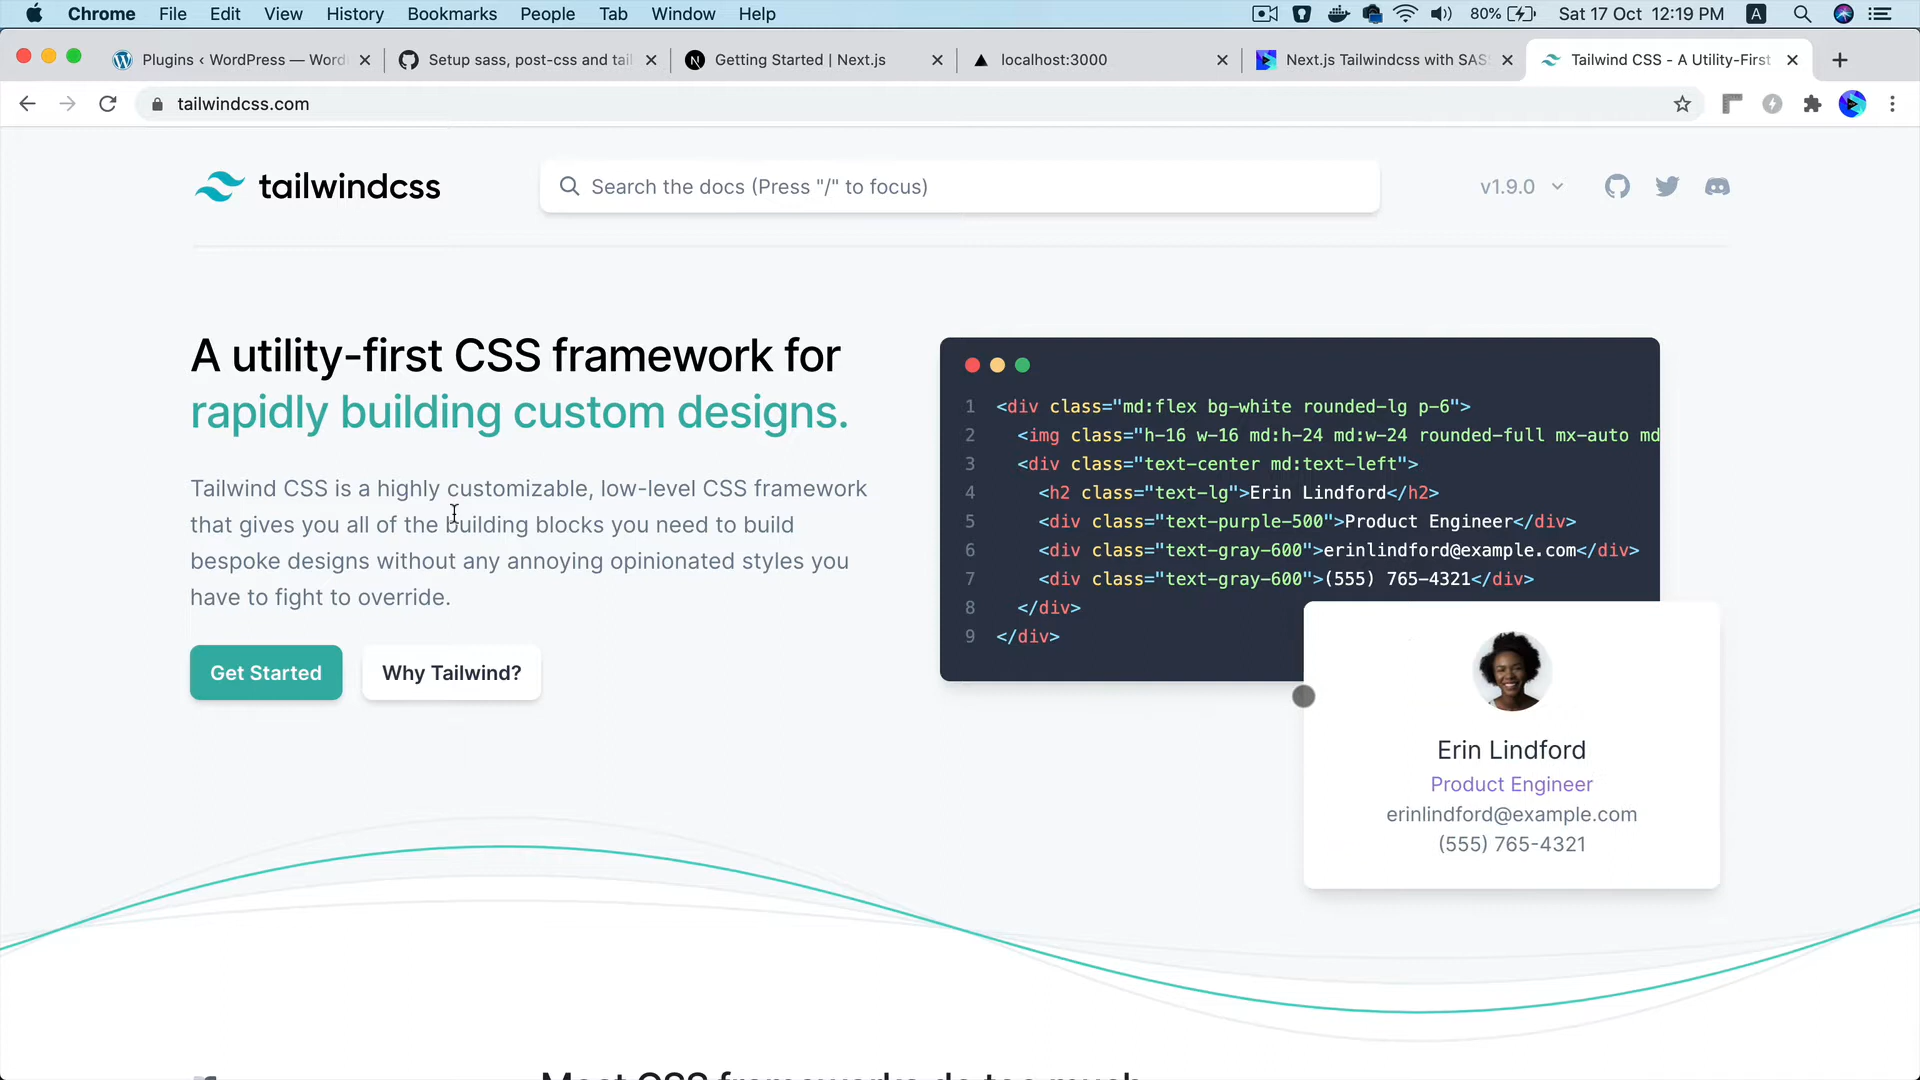 Chrome File Edit View History Bookmarks People Tab Window Help 80% Sat 17 Oct 12:19 PM A
Plugins ‹ WordPress — Word Setup sass, post-css and tail Getting Started | Next.js localhost:3000 Next.js Tailwindcss with SAS Tailwind CSS - A Utility-First
tailwindcss.com
tailwindcss
Search the docs (Press "/" to focus)
v1.9.0
A utility-first CSS framework for
rapidly building custom designs.
Tailwind CSS is a highly customizable, low-level CSS framework
that gives you all of the building blocks you need to build
bespoke designs without any annoying opinionated styles you
have to fight to override.
Get Started
Why Tailwind?
1 <div class="md:flex bg-white rounded-lg p-6">
2 <img class="h-16 w-16 md:h-24 md:w-24 rounded-full mx-auto md
3 <div class="text-center md:text-left">
4 <h2 class="text-lg">Erin Lindford</h2>
5 <div class="text-purple-500">Product Engineer</div>
6 <div class="text-gray-600">erinlindford@example.com</div>
7 <div class="text-gray-600">(555) 765-4321</div>
8 </div>
9 </div>
Erin Lindford
Product Engineer
erinlindford@example.com
(555) 765-4321
Most CSS frameworks do too much